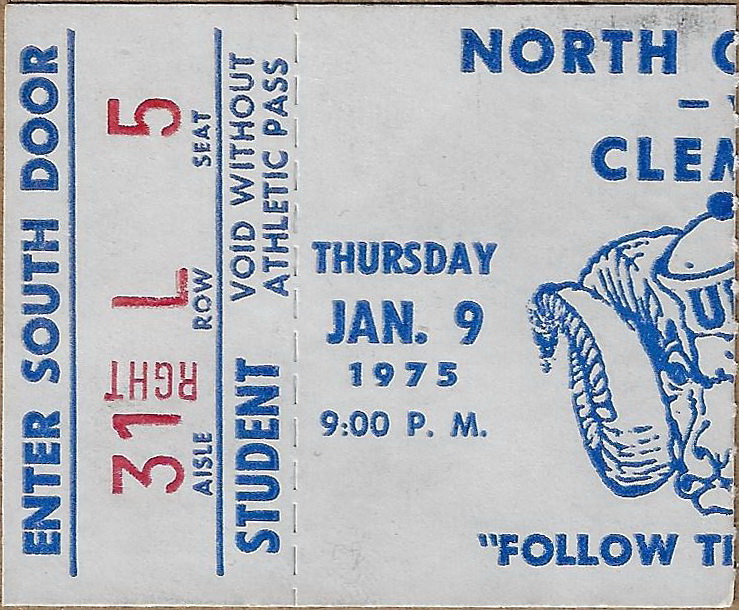 ENTER SOUTH DOOR
31 RGHT L 5
AISLE ROW SEAT
STUDENT VOID WITHOUT
ATHLETIC PASS
NORTH C
CLEM
THURSDAY
JAN. 9
1975
9:00 P. M.
U
"FOLLOW T